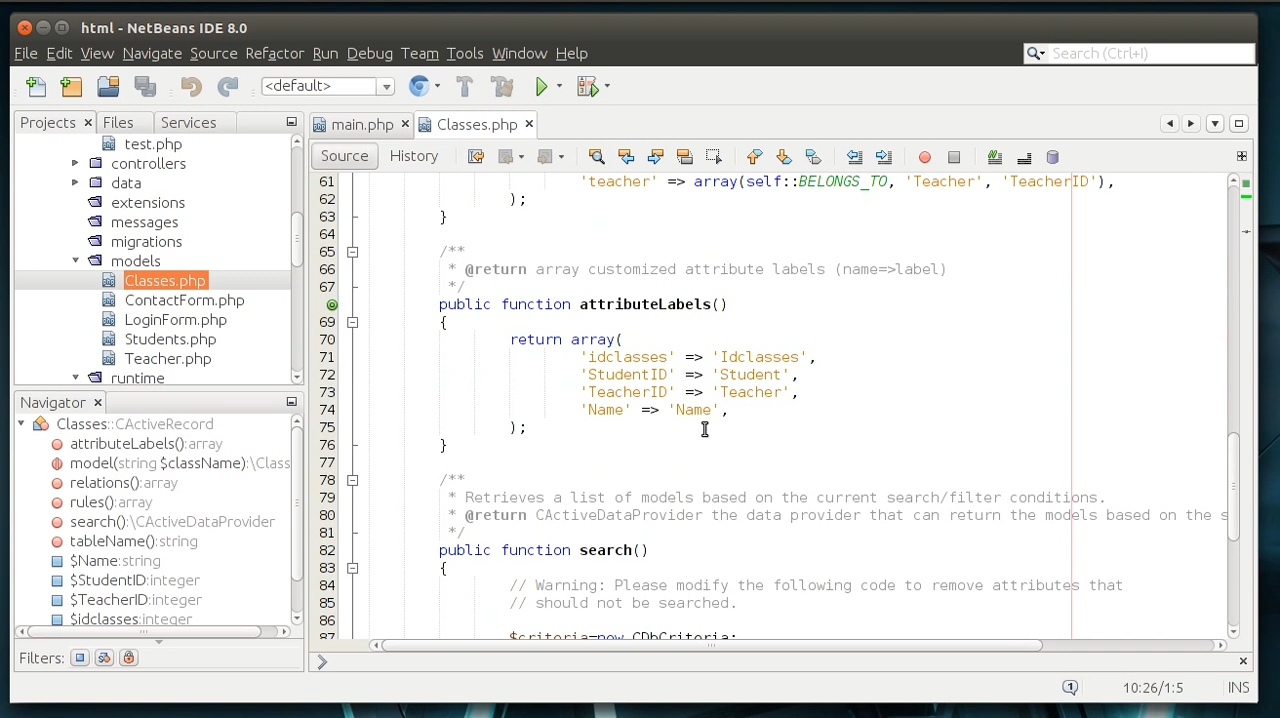 html - NetBeans IDE 8.0
File Edit View Navigate Source Refactor Run Debug Team Tools Window Help
Search (Ctrl+I)
<default>
Projects Files Services
test.php
controllers
data
extensions
messages
migrations
models
Classes.php
ContactForm.php
LoginForm.php
Students.php
Teacher.php
runtime
Navigator
Classes::CActiveRecord
attributeLabels():array
model(string $className):\Class
relations():array
rules():array
search():\CActiveDataProvider
tableName():string
$Name:string
$StudentID:integer
$TeacherID:integer
$idclasses:integer
Filters:
main.php Classes.php
Source History
61 'teacher' => array(self::BELONGS_TO, 'Teacher', 'TeacherID'),
62 );
63 }
64
65 /**
66 * @return array customized attribute labels (name=>label)
67 */
public function attributeLabels()
69 {
70 return array(
71 'idclasses' => 'Idclasses',
72 'StudentID' => 'Student',
73 'TeacherID' => 'Teacher',
74 'Name' => 'Name',
75 );
76 }
77
78 /**
79 * Retrieves a list of models based on the current search/filter conditions.
80 * @return CActiveDataProvider the data provider that can return the models based on the s
81 */
82 public function search()
83 {
84 // Warning: Please modify the following code to remove attributes that
85 // should not be searched.
86
87 $criteria=new CDbCriteria;
1 10:26/1:5 INS